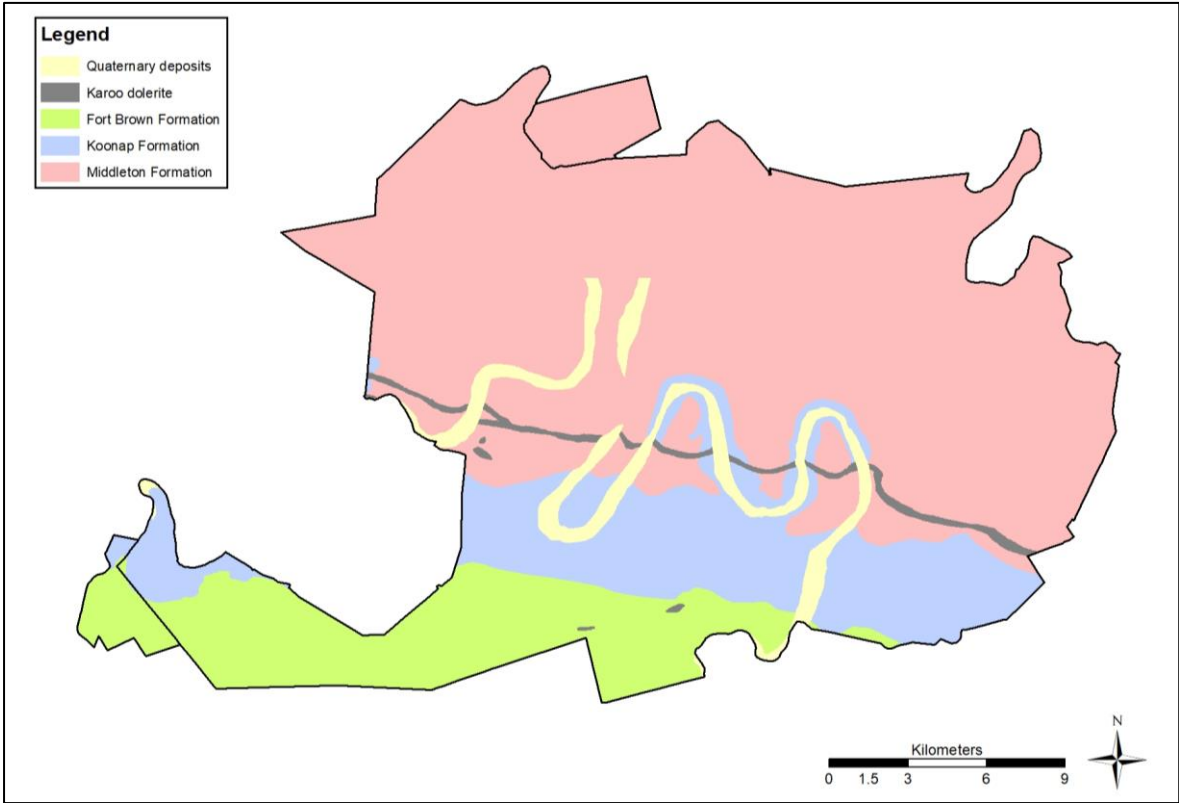 Legend
Quaternary deposits
Karoo dolerite
Fort Brown Formation
Koonap Formation
Middleton Formation
N
Kilometers
0 1.5 3 6 9